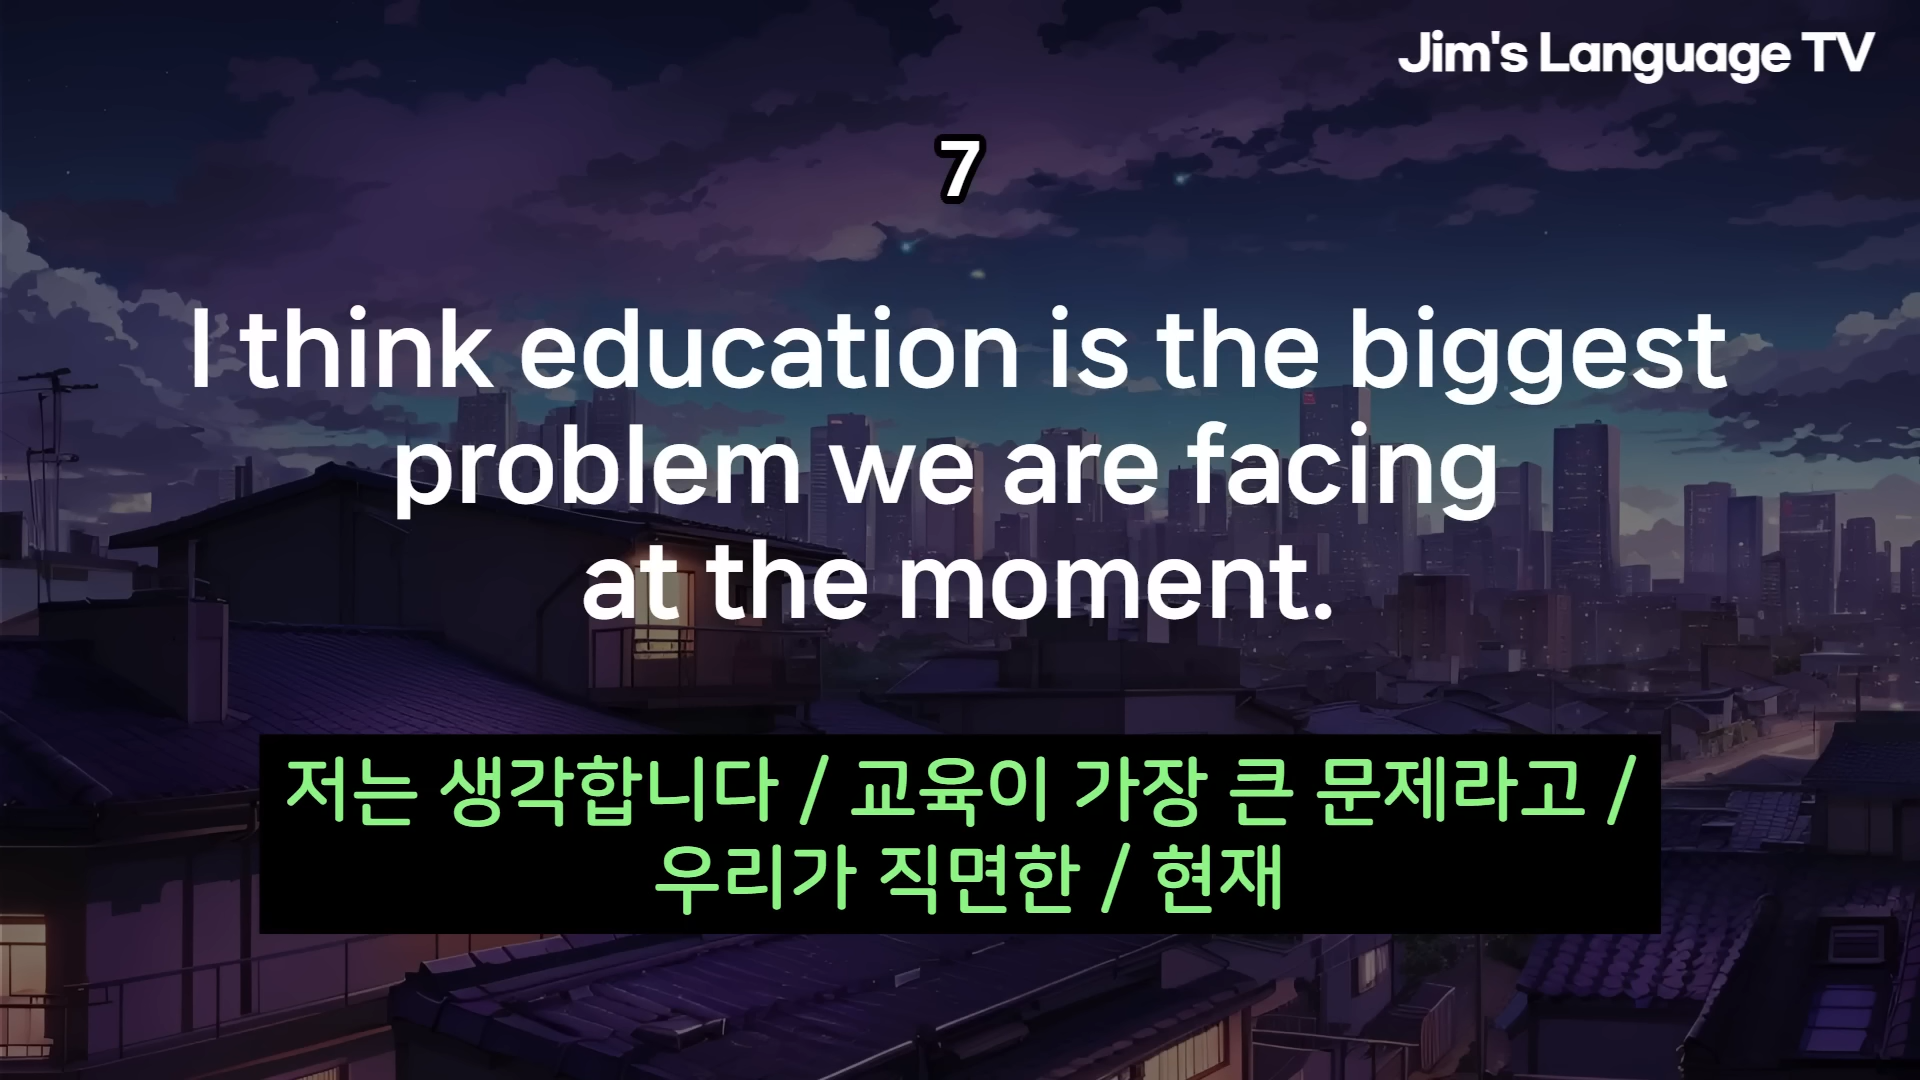 Jim's Language TV
7
I think education is the biggest
problem we are facing
at the moment.
저는 생각합니다 / 교육이 가장 큰 문제라고 /
우리가 직면한 / 현재